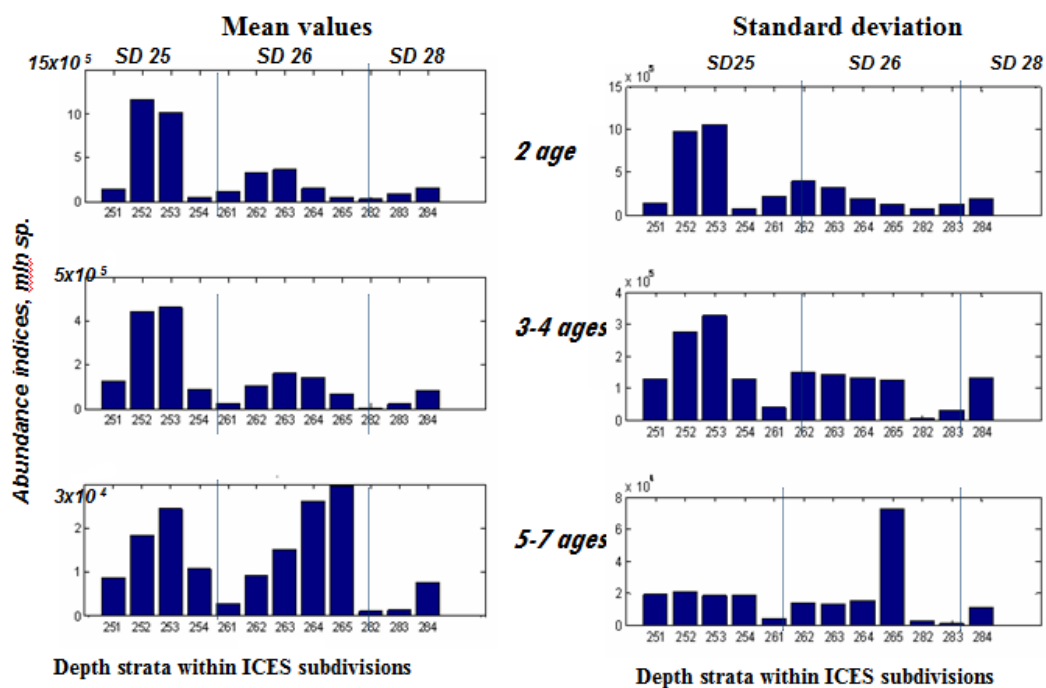 Mean values
Standard deviation
SD 25 SD 26 SD 28
SD25 SD 26 SD 28
15x10 5
10
5
0
251 252 253 254 261 262 263 264 265 282 283 284
2 age
x 10 5
15
10
5
0
251 252 253 254 261 262 263 264 265 282 283 284
Abundance indices, mln sp.
5x10 5
4
2
0
251 252 253 254 261 262 263 264 265 282 283 284
3-4 ages
x 10 5
4
3
2
1
0
251 252 253 254 261 262 263 264 265 282 283 284
3x10 4
2
1
0
251 252 253 254 261 262 263 264 265 282 283 284
5-7 ages
x 10
8
6
4
2
0
251 252 253 254 261 262 263 264 265 282 283 284
Depth strata within ICES subdivisions
Depth strata within ICES subdivisions